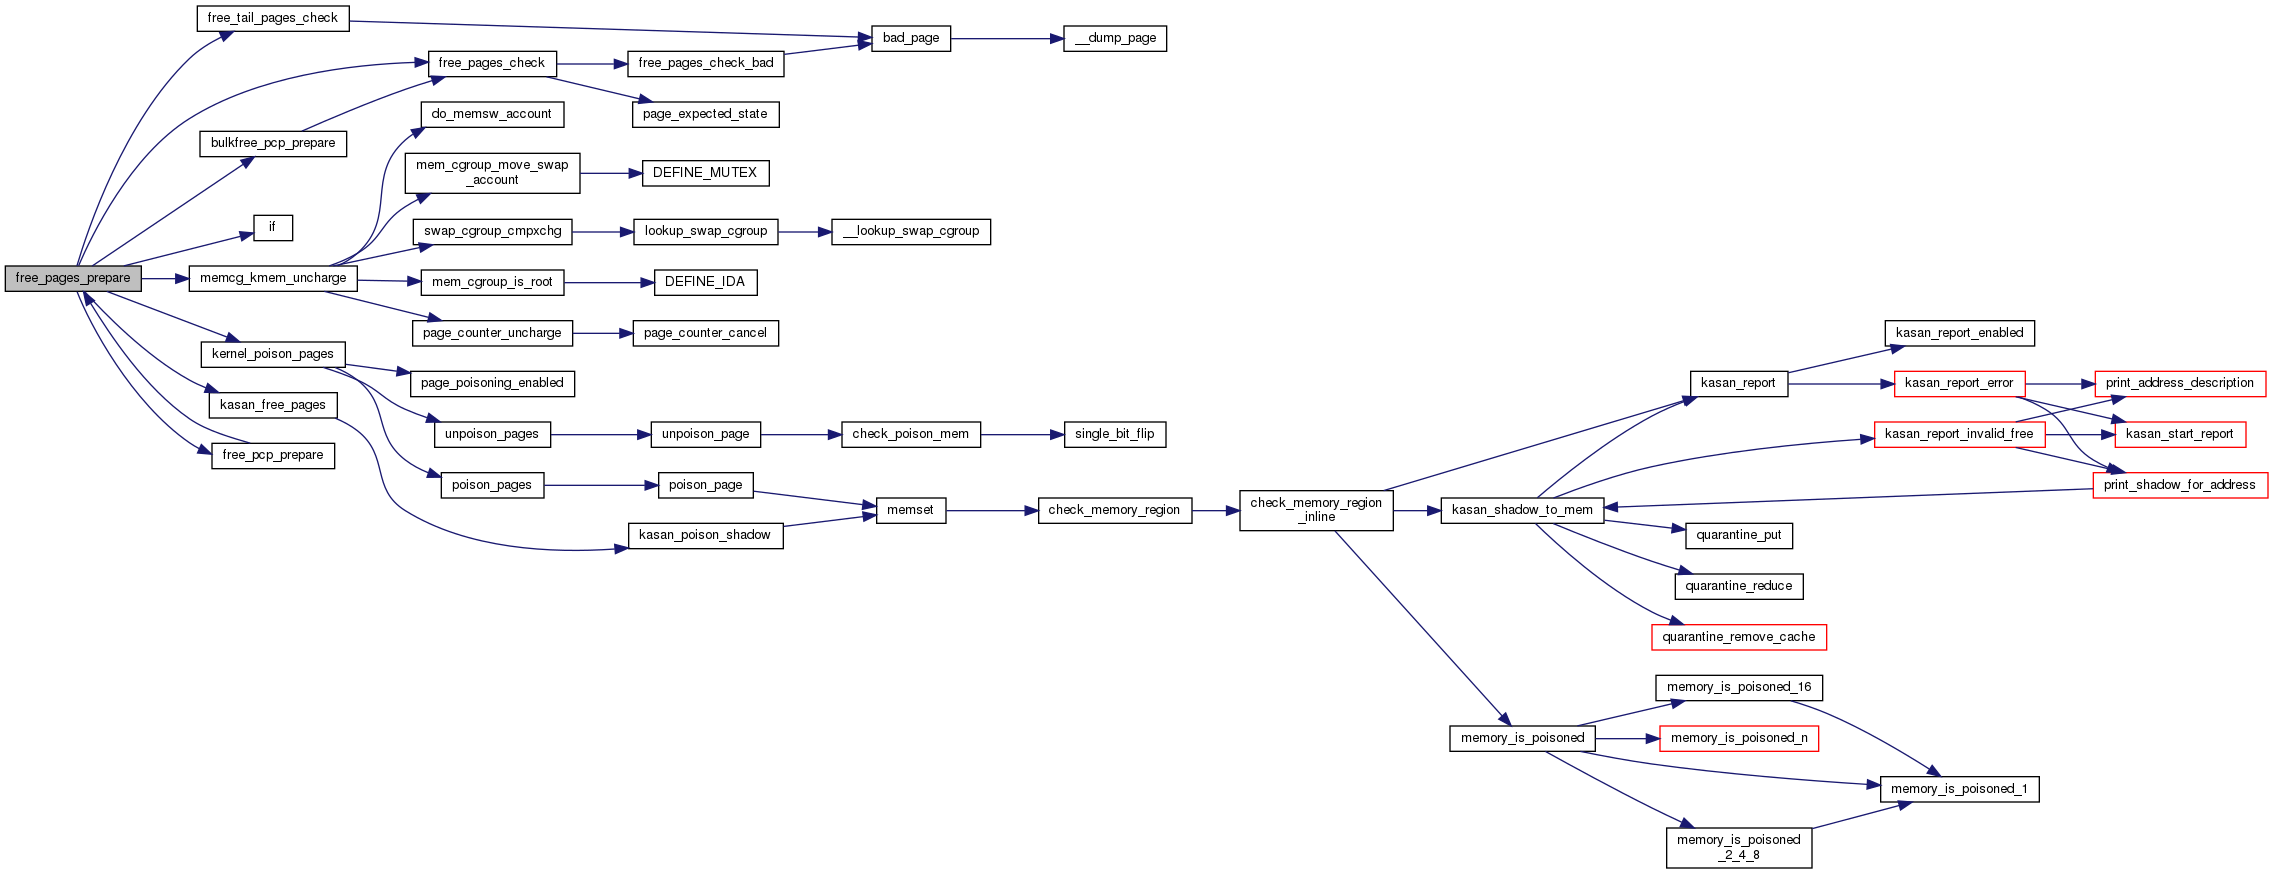 free_tail_pages_check
bad_page
__dump_page
free_pages_check
free_pages_check_bad
do_memsw_account
page_expected_state
bulkfree_pcp_prepare
mem_cgroup_move_swap
_account
DEFINE_MUTEX
if
swap_cgroup_cmpxchg
lookup_swap_cgroup
__lookup_swap_cgroup
free_pages_prepare
memcg_kmem_uncharge
mem_cgroup_is_root
DEFINE_IDA
page_counter_uncharge
page_counter_cancel
kasan_report_enabled
kernel_poison_pages
page_poisoning_enabled
kasan_report
kasan_report_error
print_address_description
kasan_free_pages
unpoison_pages
unpoison_page
check_poison_mem
single_bit_flip
kasan_report_invalid_free
kasan_start_report
free_pcp_prepare
poison_pages
poison_page
print_shadow_for_address
memset
check_memory_region
check_memory_region
_inline
kasan_shadow_to_mem
kasan_poison_shadow
quarantine_put
quarantine_reduce
quarantine_remove_cache
memory_is_poisoned_16
memory_is_poisoned
memory_is_poisoned_n
memory_is_poisoned_1
memory_is_poisoned
_2_4_8